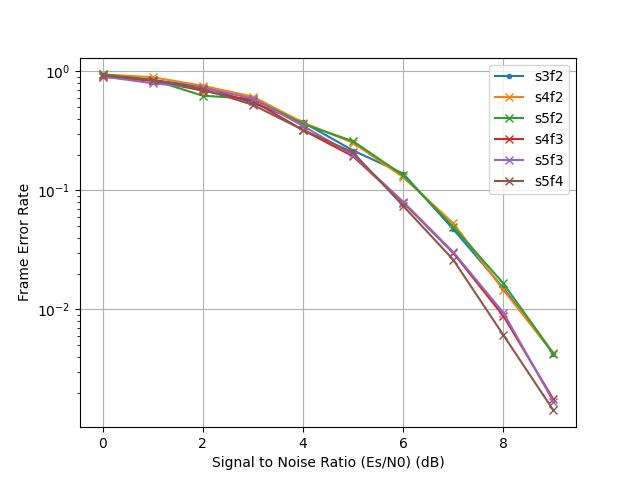 10⁰
10⁻¹
10⁻²
Frame Error Rate
0 2 4 6 8
Signal to Noise Ratio (Es/N0) (dB)
s3f2
s4f2
s5f2
s4f3
s5f3
s5f4